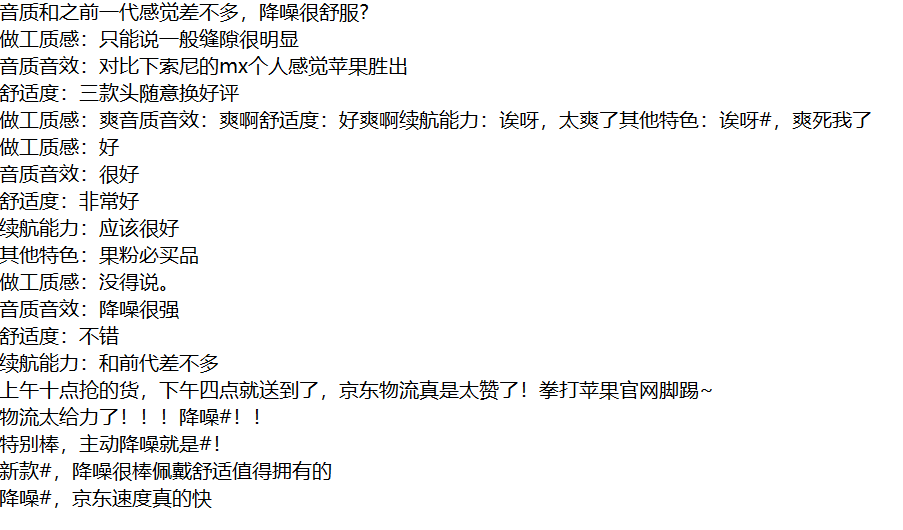 音质和之前一代感觉差不多，降噪很舒服？
做工质感：只能说一般缝隙很明显
音质音效：对比下索尼的mx个人感觉苹果胜出
舒适度：三款头随意换好评
做工质感：爽音质音效：爽啊舒适度：好爽啊续航能力：诶呀，太爽了其他特色：诶呀#，爽死我了
做工质感：好
音质音效：很好
舒适度：非常好
续航能力：应该很好
其他特色：果粉必买品
做工质感：没得说。
音质音效：降噪很强
舒适度：不错
续航能力：和前代差不多
上午十点抢的货，下午四点就送到了，京东物流真是太赞了！拳打苹果官网脚踢~
物流太给力了！！！降噪#！！
特别棒，主动降噪就是#！
新款#，降噪很棒佩戴舒适值得拥有的
降噪#，京东速度真的快